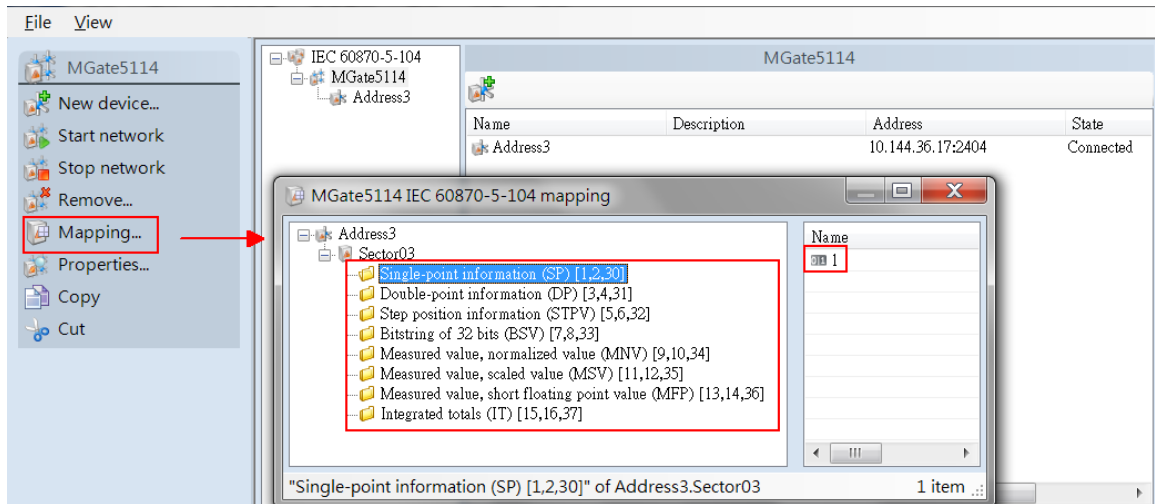 File View
MGate5114
New device...
Start network
Stop network
Remove...
Mapping...
Properties...
Copy
Cut
IEC 60870-5-104
MGate5114
Address3
MGate5114
Name Description Address State
Address3 10.144.36.17:2404 Connected
MGate5114 IEC 60870-5-104 mapping
Address3
Sector03
Single-point information (SP) [1,2,30]
Double-point information (DP) [3,4,31]
Step position information (STPV) [5,6,32]
Bitstring of 32 bits (BSV) [7,8,33]
Measured value, normalized value (MNV) [9,10,34]
Measured value, scaled value (MSV) [11,12,35]
Measured value, short floating point value (MFP) [13,14,36]
Integrated totals (IT) [15,16,37]
Name
1
"Single-point information (SP) [1,2,30]" of Address3.Sector03 1 item